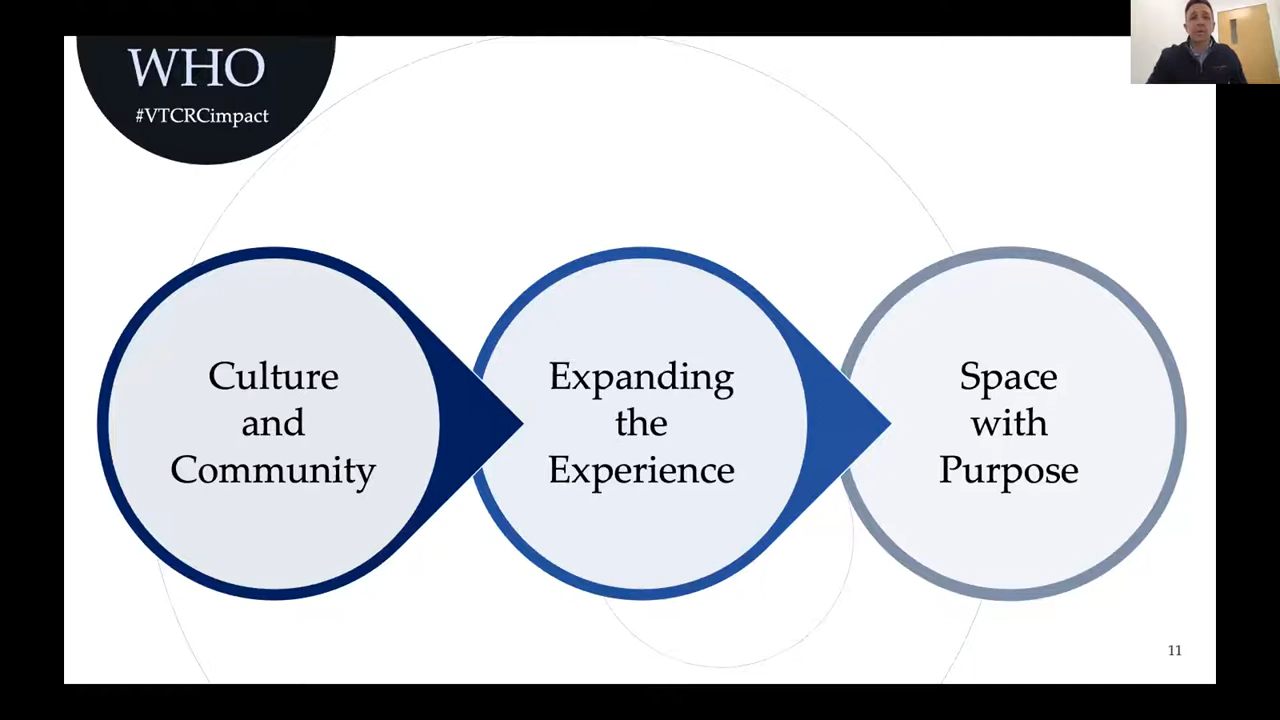 WHO
#VTCRCimpact
Culture
and
Community
Expanding
the
Experience
Space
with
Purpose
11